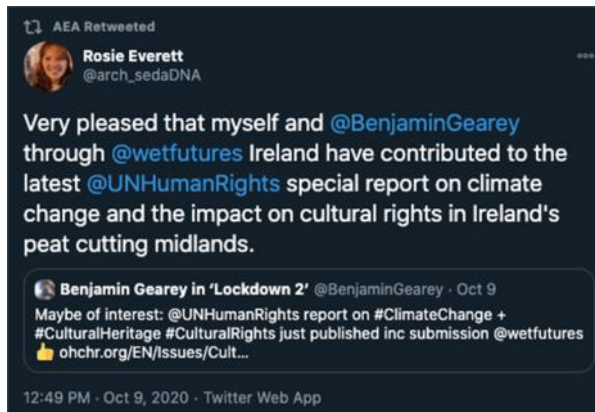 AEA Retweeted
Rosie Everett
@arch_sedaDNA
Very pleased that myself and @BenjaminGearey
through @wetfutures Ireland have contributed to the
latest @UNHumanRights special report on climate
change and the impact on cultural rights in Ireland's
peat cutting midlands.
Benjamin Gearey in ‘Lockdown 2’ @BenjaminGearey · Oct 9
Maybe of interest: @UNHumanRights report on #ClimateChange +
#CulturalHeritage #CulturalRights just published inc submission @wetfutures
👍 ohchr.org/EN/Issues/Cult...
12:49 PM · Oct 9, 2020 · Twitter Web App